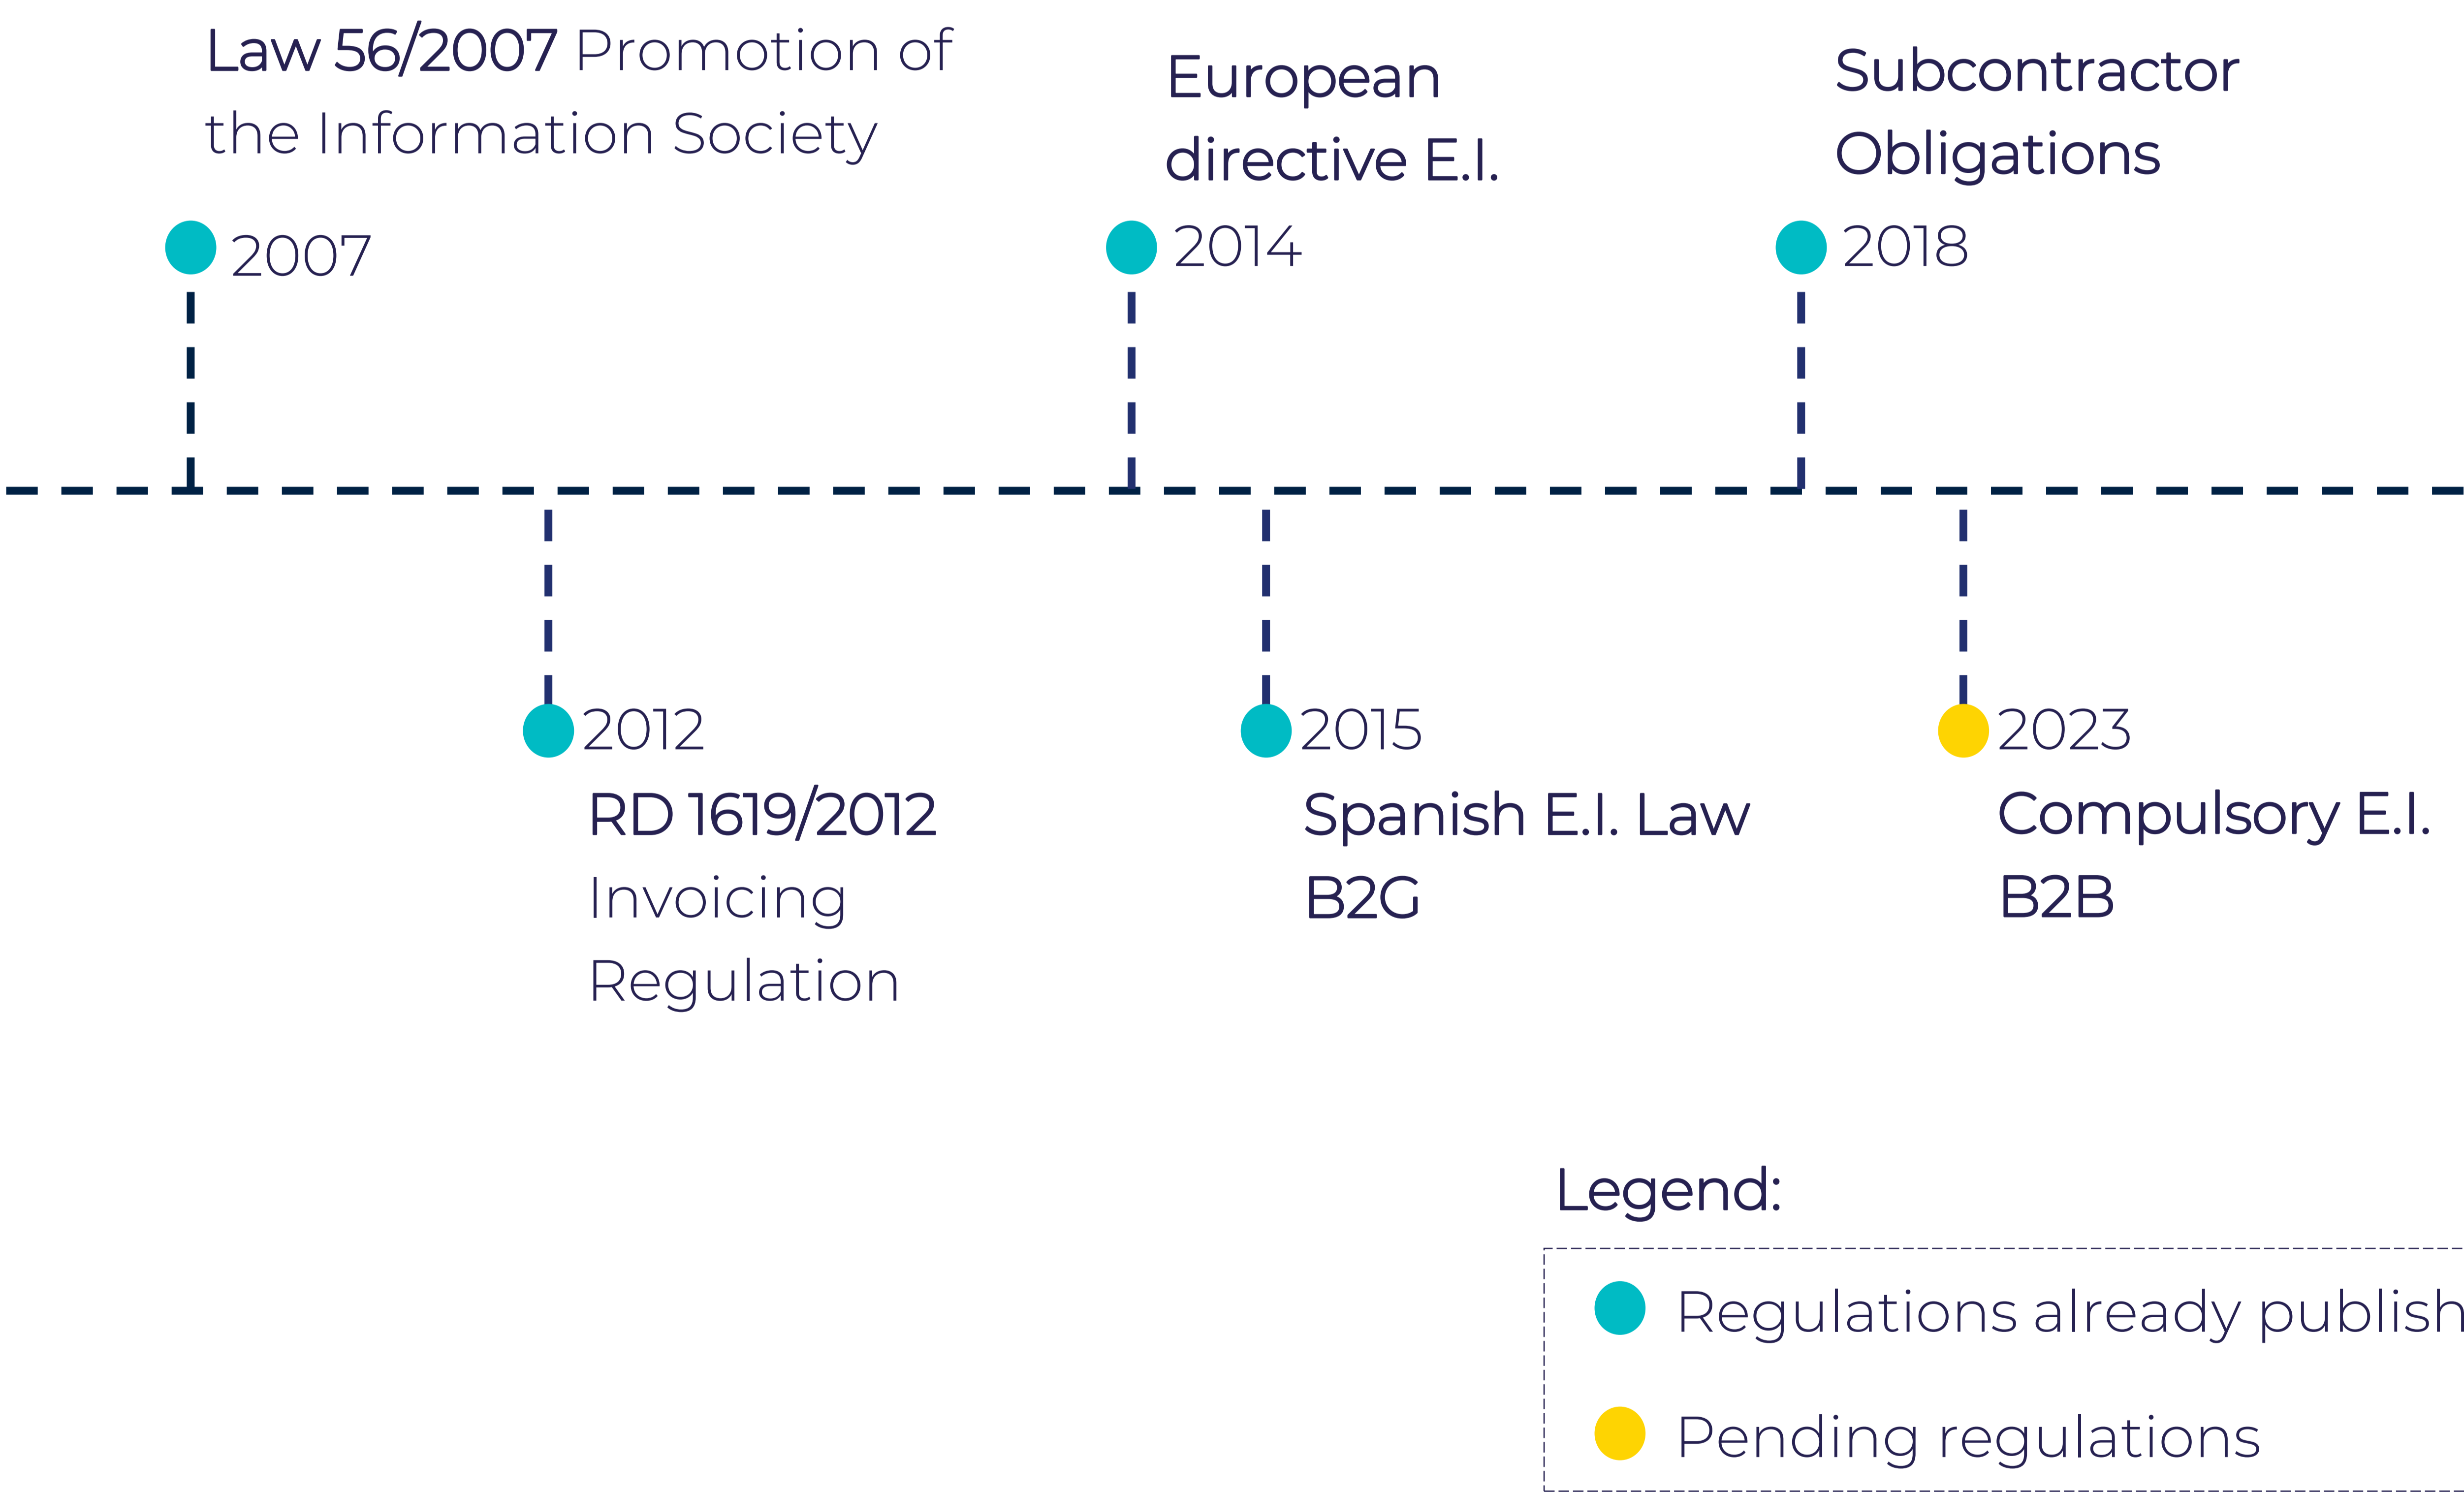 Law 56/2007 Promotion of
the Information Society
2007
European
directive E.I.
2014
Subcontractor
Obligations
2018
2012
RD 1619/2012
Invoicing
Regulation
2015
Spanish E.I. Law
B2G
2023
Compulsory E.I.
B2B
Legend:
Regulations already publish
Pending regulations